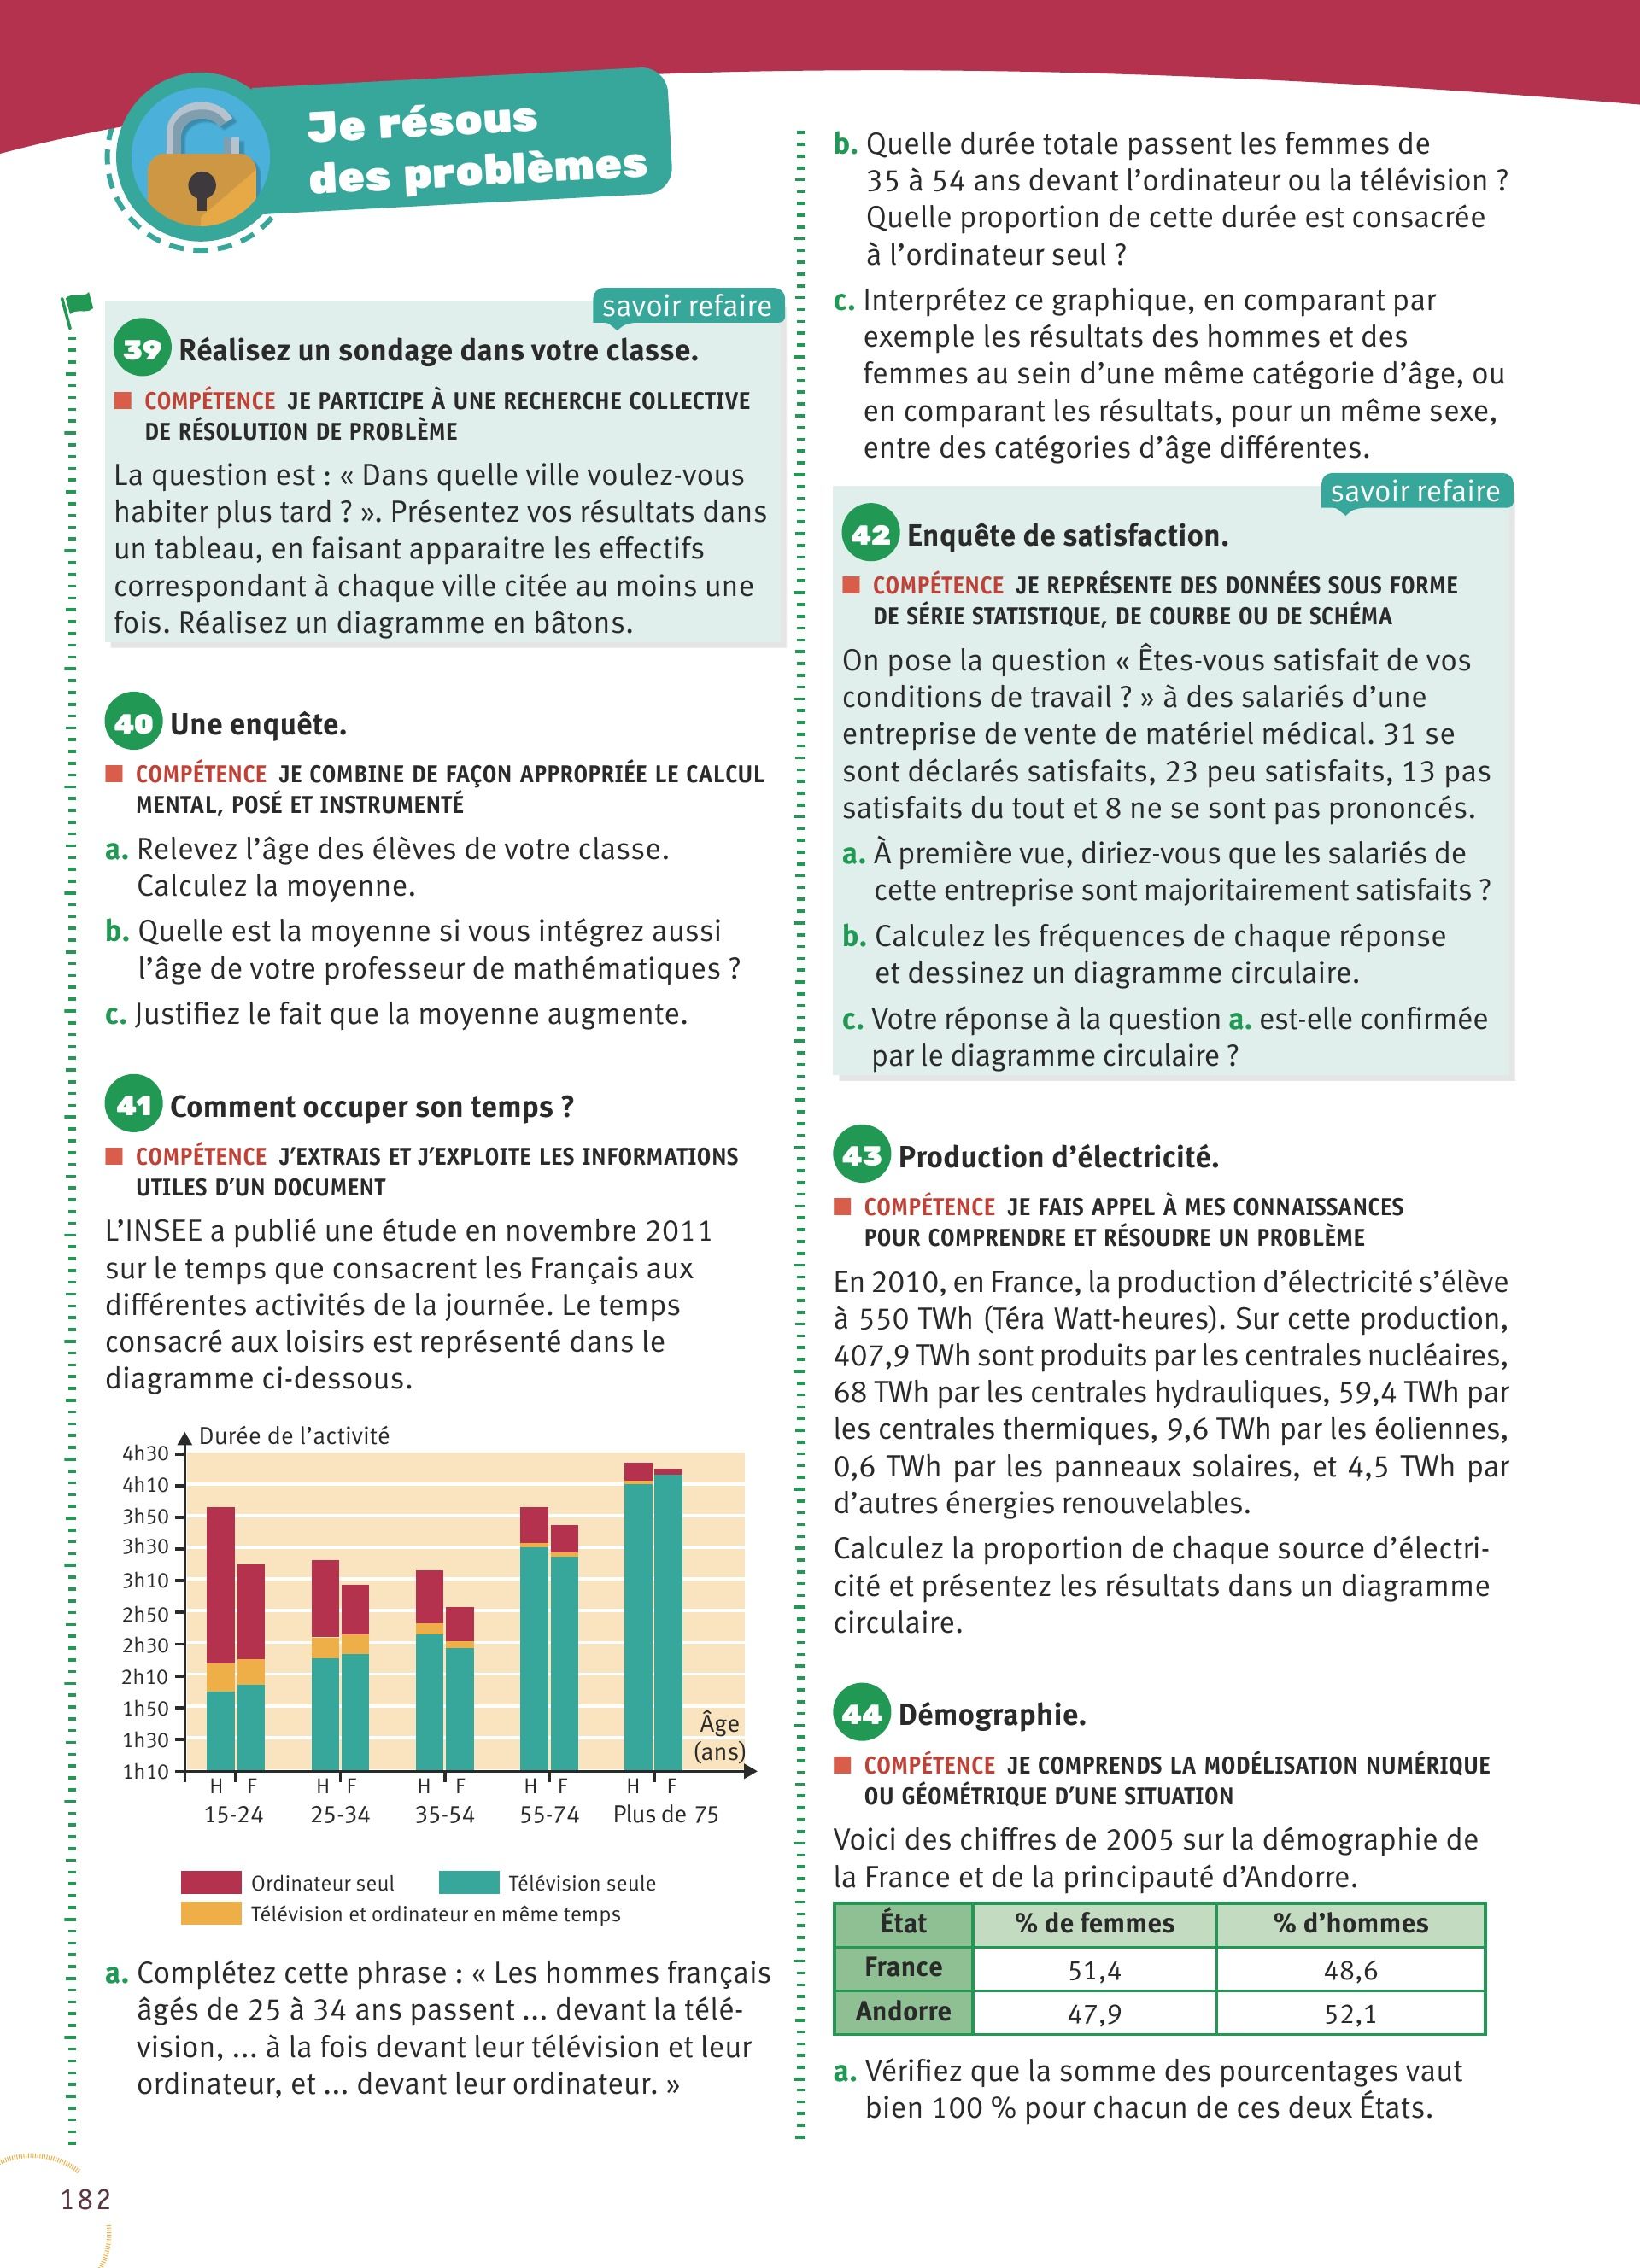 Je résous
des problèmes
savoir refaire
39 Réalisez un sondage dans votre classe.
COMPÉTENCE JE PARTICIPE À UNE RECHERCHE COLLECTIVE
DE RÉSOLUTION DE PROBLÈME
La question est : « Dans quelle ville voulez-vous
habiter plus tard ? ». Présentez vos résultats dans
un tableau, en faisant apparaitre les effectifs
correspondant à chaque ville citée au moins une
fois. Réalisez un diagramme en bâtons.
40 Une enquête.
COMPÉTENCE JE COMBINE DE FAÇON APPROPRIÉE LE CALCUL
MENTAL, POSÉ ET INSTRUMENTÉ
a. Relevez l’âge des élèves de votre classe.
Calculez la moyenne.
b. Quelle est la moyenne si vous intégrez aussi
l’âge de votre professeur de mathématiques ?
c. Justifiez le fait que la moyenne augmente.
41 Comment occuper son temps ?
COMPÉTENCE J’EXTRAIS ET J’EXPLOITE LES INFORMATIONS
UTILES D’UN DOCUMENT
L’INSEE a publié une étude en novembre 2011
sur le temps que consacrent les Français aux
différentes activités de la journée. Le temps
consacré aux loisirs est représenté dans le
diagramme ci-dessous.
Durée de l’activité
4h30
4h10
3h50
3h30
3h10
2h50
2h30
2h10
1h50
1h30
1h10
Âge
(ans)
H F H F H F H F H F
15-24 25-34 35-54 55-74 Plus de 75
Ordinateur seul Télévision seule
Télévision et ordinateur en même temps
a. Complétez cette phrase : « Les hommes français
âgés de 25 à 34 ans passent ... devant la télé-
vision, ... à la fois devant leur télévision et leur
ordinateur, et ... devant leur ordinateur. »
b. Quelle durée totale passent les femmes de
35 à 54 ans devant l’ordinateur ou la télévision ?
Quelle proportion de cette durée est consacrée
à l’ordinateur seul ?
c. Interprétez ce graphique, en comparant par
exemple les résultats des hommes et des
femmes au sein d’une même catégorie d’âge, ou
en comparant les résultats, pour un même sexe,
entre des catégories d’âge différentes.
savoir refaire
42 Enquête de satisfaction.
COMPÉTENCE JE REPRÉSENTE DES DONNÉES SOUS FORME
DE SÉRIE STATISTIQUE, DE COURBE OU DE SCHÉMA
On pose la question « Êtes-vous satisfait de vos
conditions de travail ? » à des salariés d’une
entreprise de vente de matériel médical. 31 se
sont déclarés satisfaits, 23 peu satisfaits, 13 pas
satisfaits du tout et 8 ne se sont pas prononcés.
a. À première vue, diriez-vous que les salariés de
cette entreprise sont majoritairement satisfaits ?
b. Calculez les fréquences de chaque réponse
et dessinez un diagramme circulaire.
c. Votre réponse à la question a. est-elle confirmée
par le diagramme circulaire ?
43 Production d’électricité.
COMPÉTENCE JE FAIS APPEL À MES CONNAISSANCES
POUR COMPRENDRE ET RÉSOUDRE UN PROBLÈME
En 2010, en France, la production d’électricité s’élève
à 550 TWh (Téra Watt-heures). Sur cette production,
407,9 TWh sont produits par les centrales nucléaires,
68 TWh par les centrales hydrauliques, 59,4 TWh par
les centrales thermiques, 9,6 TWh par les éoliennes,
0,6 TWh par les panneaux solaires, et 4,5 TWh par
d’autres énergies renouvelables.
Calculez la proportion de chaque source d’électri-
cité et présentez les résultats dans un diagramme
circulaire.
44 Démographie.
COMPÉTENCE JE COMPRENDS LA MODÉLISATION NUMÉRIQUE
OU GÉOMÉTRIQUE D’UNE SITUATION
Voici des chiffres de 2005 sur la démographie de
la France et de la principauté d’Andorre.
État % de femmes % d’hommes
France 51,4 48,6
Andorre 47,9 52,1
a. Vérifiez que la somme des pourcentages vaut
bien 100 % pour chacun de ces deux États.
182